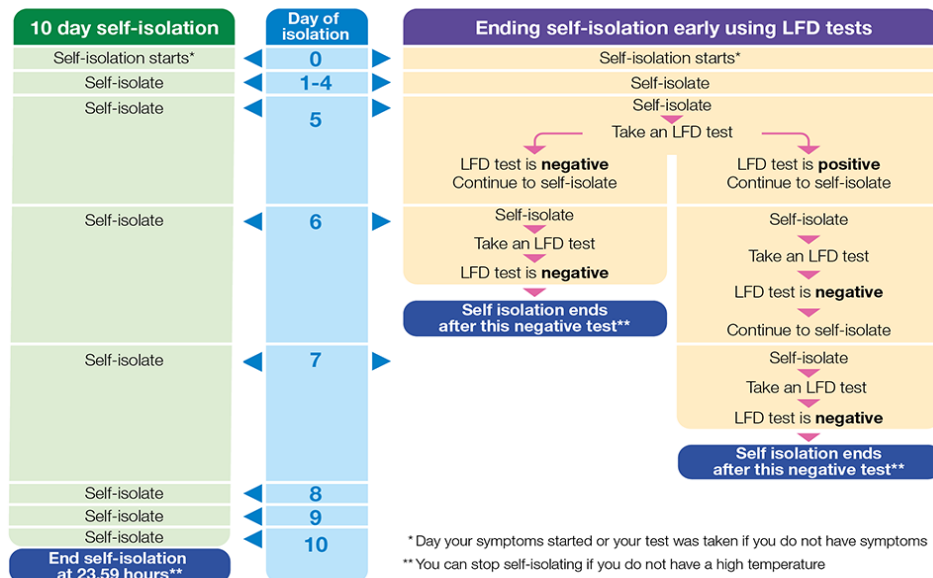 10 day self-isolation
Day of
isolation
Ending self-isolation early using LFD tests
Self-isolation starts*
0
Self-isolation starts*
Self-isolate
1-4
Self-isolate
Self-isolate
5
Self-isolate
Take an LFD test
LFD test is negative
Continue to self-isolate
LFD test is positive
Continue to self-isolate
Self-isolate
6
Self-isolate
Take an LFD test
LFD test is negative
Self isolation ends
after this negative test**
Self-isolate
Take an LFD test
LFD test is negative
Continue to self-isolate
Self-isolate
7
Self-isolate
Take an LFD test
LFD test is negative
Self isolation ends
after this negative test**
Self-isolate
8
Self-isolate
9
Self-isolate
10
End self-isolation
at 23.59 hours**
* Day your symptoms started or your test was taken if you do not have symptoms
** You can stop self-isolating if you do not have a high temperature